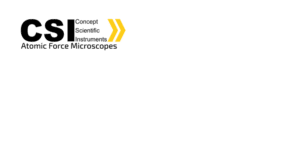 CSI Concept
Scientific
Instruments
Atomic Force Microscopes